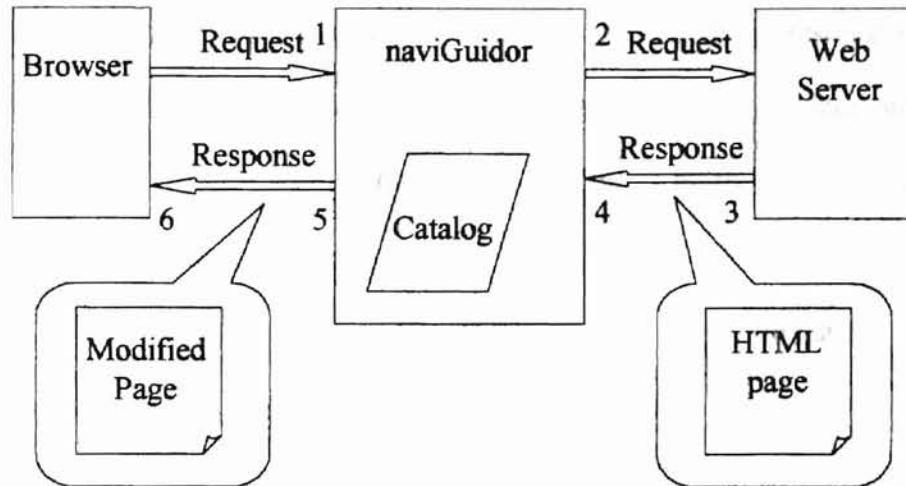 Browser
Request
1
naviGuidor
2
Request
Web
Server
Response
6
5
Catalog
Response
4
3
Modified
Page
HTML
page